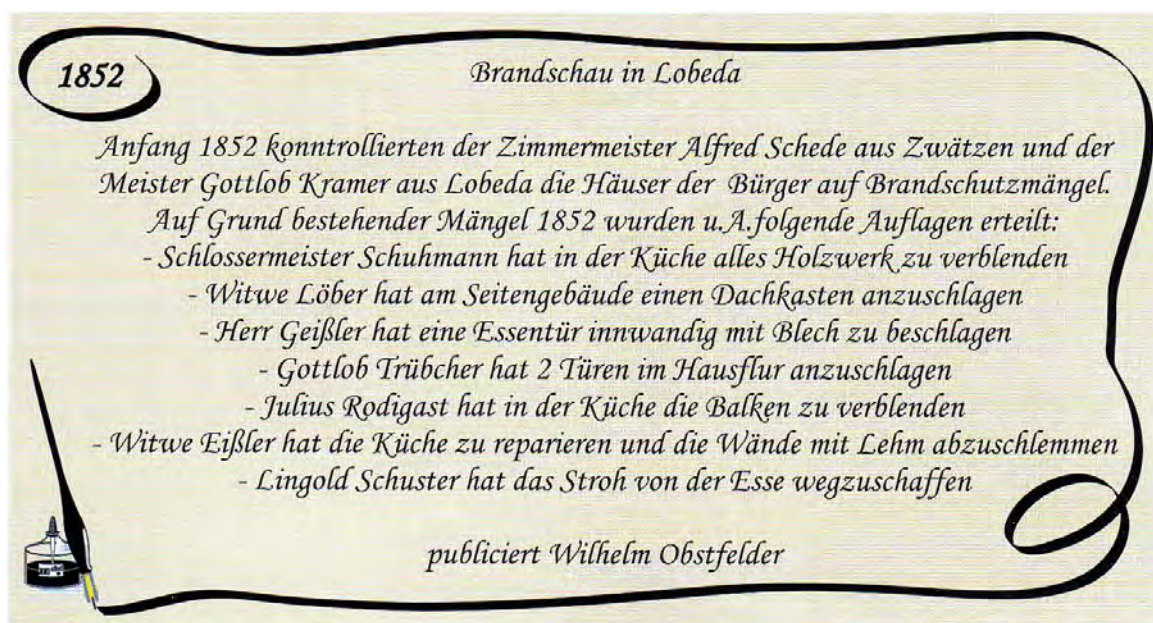 1852
Brandschau in Lobeda
Anfang 1852 konntrollierten der Zimmermeister Alfred Schede aus Zwätzen und der
Meister Gottlob Kramer aus Lobeda die Häuser der Bürger auf Brandschutzmängel.
Auf Grund bestehender Mängel 1852 wurden u.A.folgende Auflagen erteilt:
- Schlossermeister Schuhmann hat in der Küche alles Holzwerk zu verblenden
- Witwe Löber hat am Seitengebäude einen Dachkasten anzuschlagen
- Herr Geißler hat eine Essentür innwandig mit Blech zu beschlagen
- Gottlob Trübcher hat 2 Türen im Hausflur anzuschlagen
- Julius Rodigast hat in der Küche die Balken zu verblenden
- Witwe Eißler hat die Küche zu reparieren und die Wände mit Lehm abzuschlemmen
- Lingold Schuster hat das Stroh von der Esse wegzuschaffen
publiciert Wilhelm Obstfelder